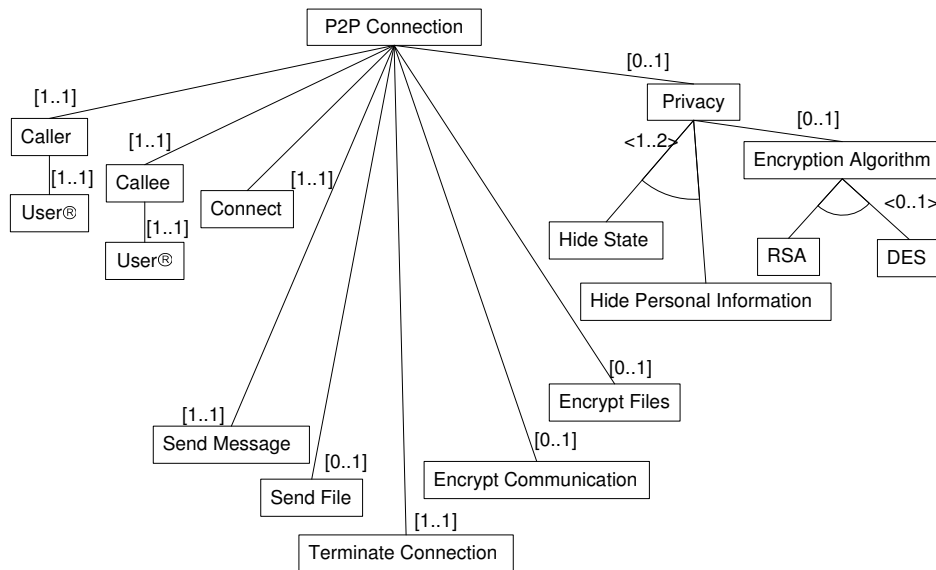 P2P Connection
[0..1]
[1..1]
Privacy
Caller
[1..1]
[0..1]
<1..2>
Encryption Algorithm
[1..1]
Callee
[1..1]
User®
Connect
[1..1]
User®
<0..1>
Hide State
RSA
DES
Hide Personal Information
[0..1]
Encrypt Files
[1..1]
Send Message
[0..1]
[0..1]
Encrypt Communication
Send File
[1..1]
Terminate Connection